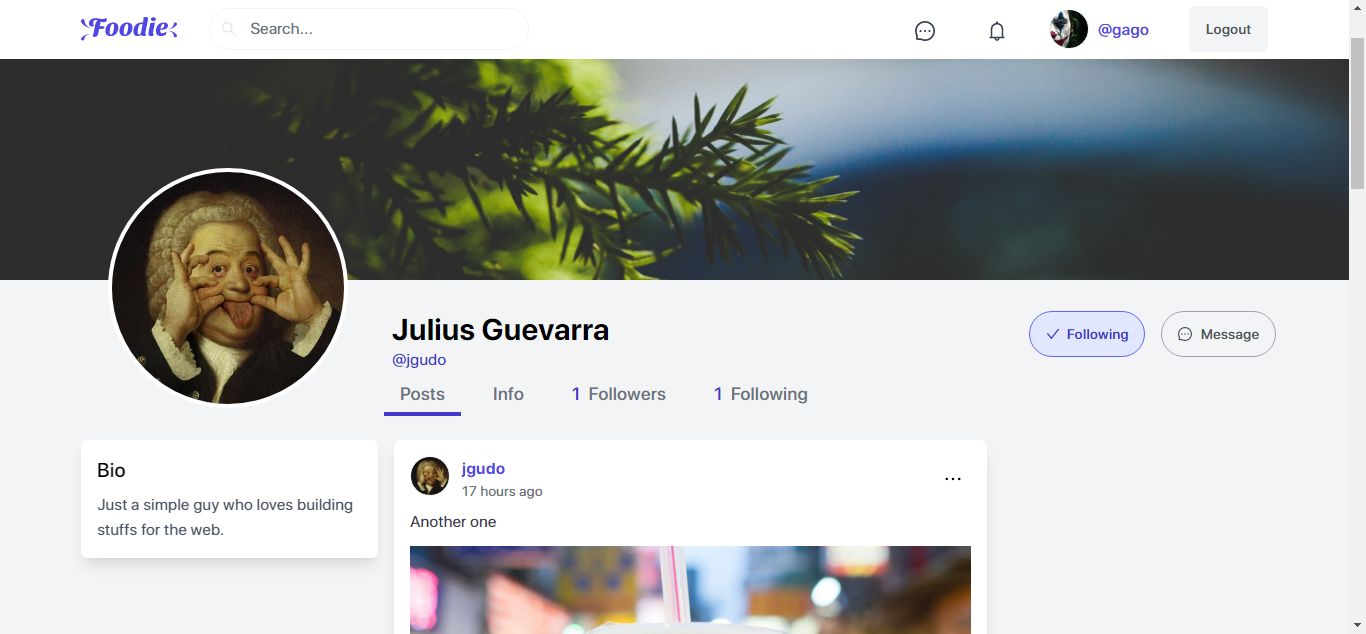 Foodie
Search...
@gago
Logout
Julius Guevarra
@jgudo
Following
Message
Posts
Info
1 Followers
1 Following
Bio
Just a simple guy who loves building
stuffs for the web.
jgudo
17 hours ago
Another one